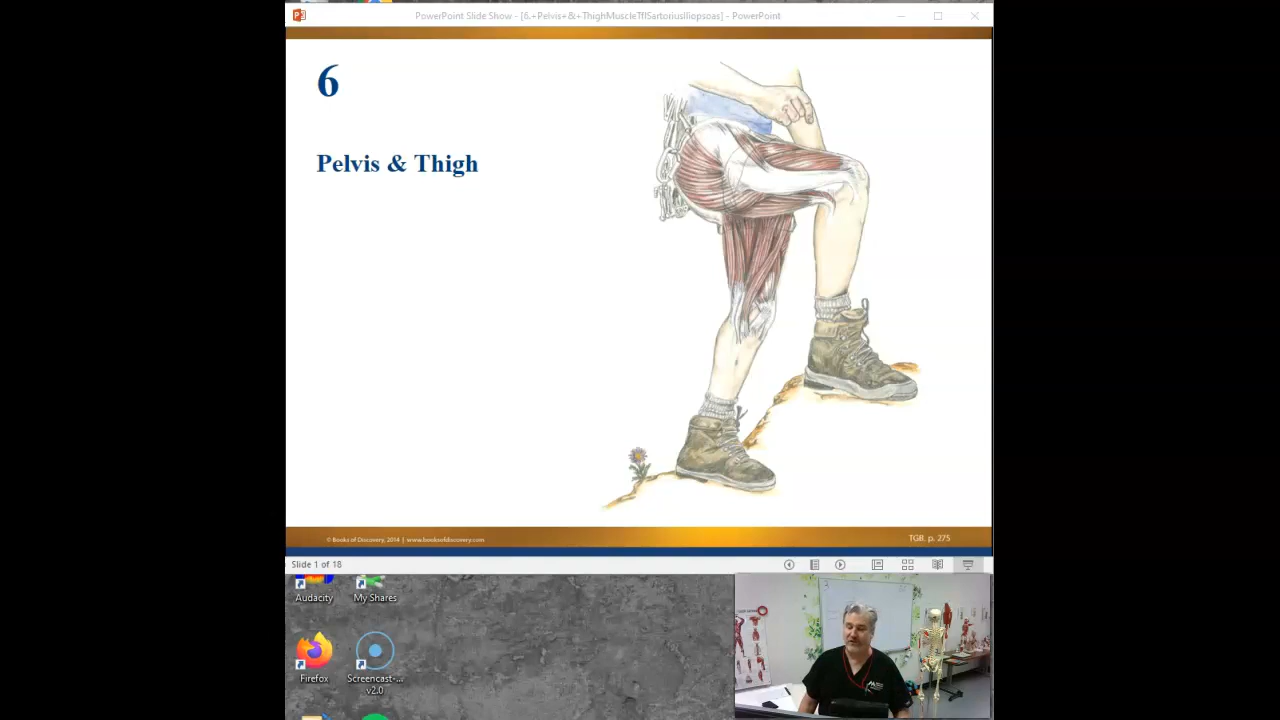 PowerPoint Slide Show - [6.+Pelvis+&+ThighMuscleTflSartoriusIliopsoas] - PowerPoint
6
Pelvis & Thigh
© Books of Discovery, 2014 | www.booksofdiscovery.com
TGB. p. 275
Slide 1 of 18
Audacity
My Shares
Firefox
Screencast-...
v2.0